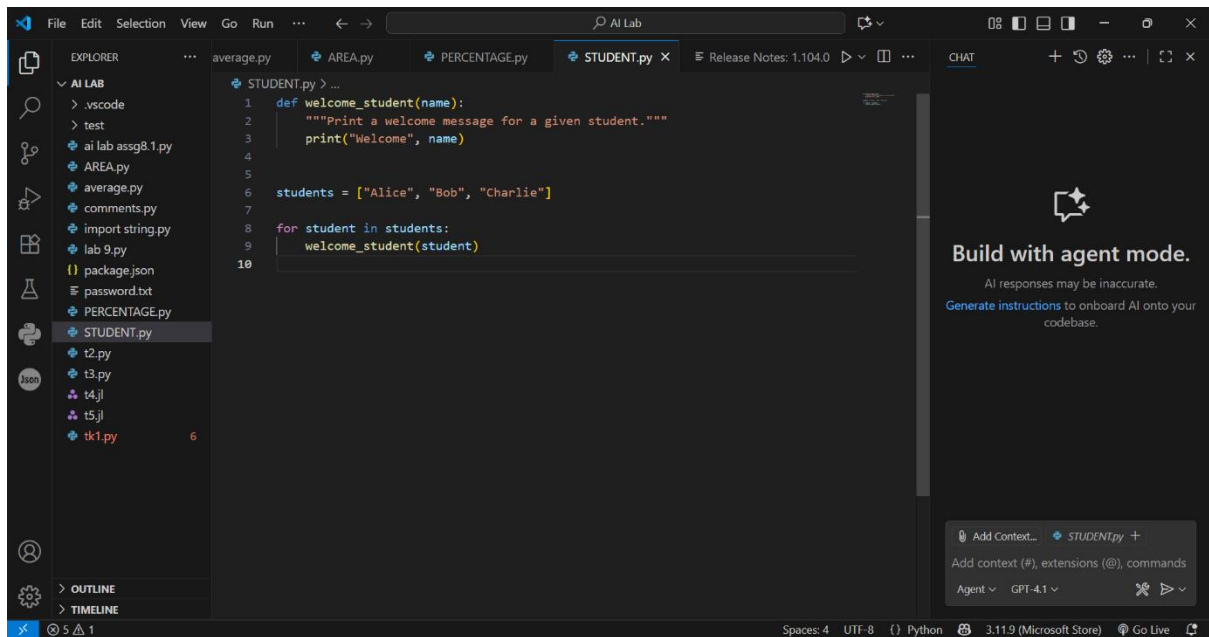 File Edit Selection View Go Run ··· AI Lab
EXPLORER ···
AI LAB
.vscode
test
ai lab assg8.1.py
AREA.py
average.py
comments.py
import string.py
lab 9.py
{} package.json
password.txt
PERCENTAGE.py
STUDENT.py
t2.py
t3.py
t4.jl
t5.jl
tk1.py 6
OUTLINE
TIMELINE
Json
average.py AREA.py PERCENTAGE.py STUDENT.py Release Notes: 1.104.0 ···
STUDENT.py > ...
1 def welcome_student(name):
2 """Print a welcome message for a given student."""
3 print("Welcome", name)
4
5
6 students = ["Alice", "Bob", "Charlie"]
7
8 for student in students:
9 welcome_student(student)
10
CHAT
Build with agent mode.
AI responses may be inaccurate.
Generate instructions to onboard AI onto your
codebase.
Add Context... STUDENT.py +
Add context (#), extensions (@), commands
Agent GPT-4.1
5 1 Spaces: 4 UTF-8 {} Python 3.11.9 (Microsoft Store) Go Live